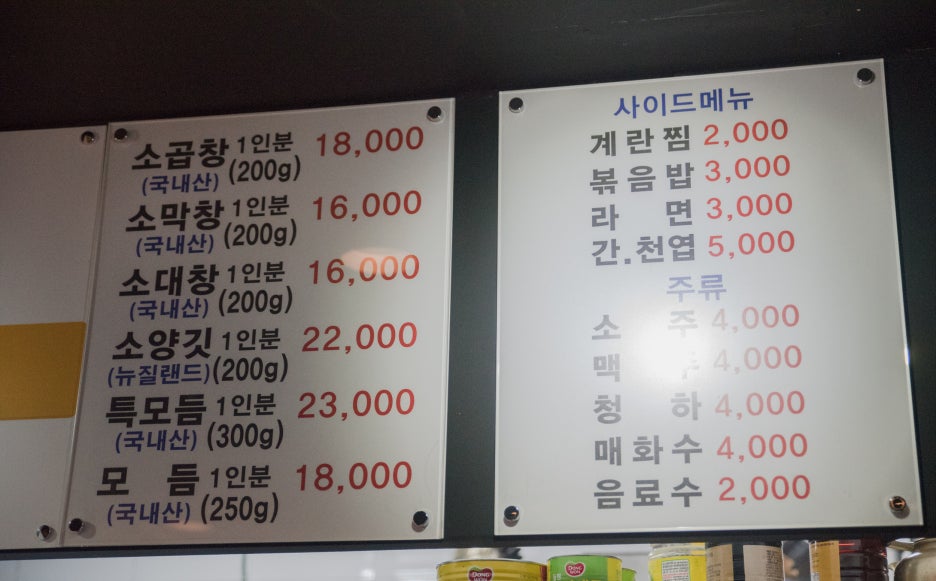 소곱창 1인분 18,000
(국내산) (200g)
소막창 1인분 16,000
(국내산) (200g)
소대창 1인분 16,000
(국내산) (200g)
소양깃 1인분 22,000
(뉴질랜드) (200g)
특모듬 1인분 23,000
(국내산) (300g)
모 듬 1인분 18,000
(국내산) (250g)
사이드메뉴
계란찜 2,000
볶음밥 3,000
라 면 3,000
간.천엽 5,000
주류
소 주 4,000
맥 4,000
청 하 4,000
매화수 4,000
음료수 2,000
DONG WON
DONG WON